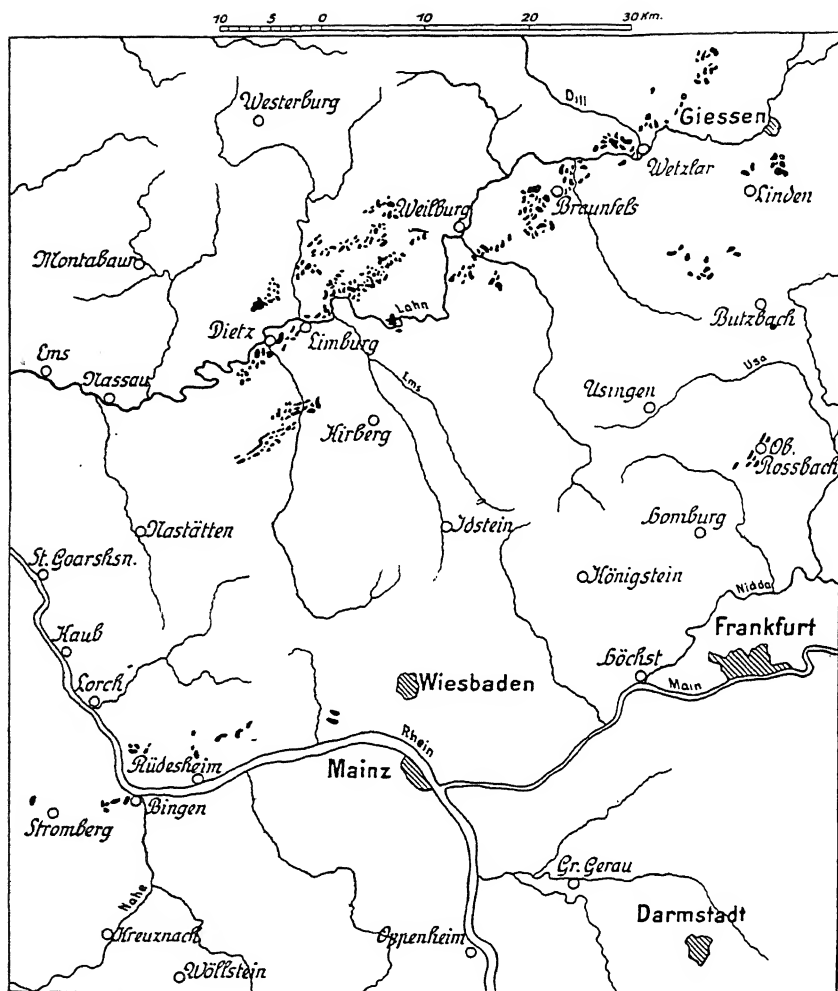 10 5 0 10 20 30 Km.
Westerburg
Dill
Giessen
Wetzlar
Linden
Braunfels
Weilburg
Montabaur
Lahn
Butzbach
Dietz
Limburg
Ems
Nassau
Ems
Usa
Usingen
Kirberg
Ob.
Rossbach
Nastätten
Idstein
Homburg
St. Goarshsn.
Königstein
Nidda
Frankfurt
Kaub
Höchst
Lorch
Wiesbaden
Main
Rhein
Rüdesheim
Mainz
Bingen
Stromberg
Gr. Gerau
Nahe
Darmstadt
Kreuznach
Oppenheim
Wöllstein